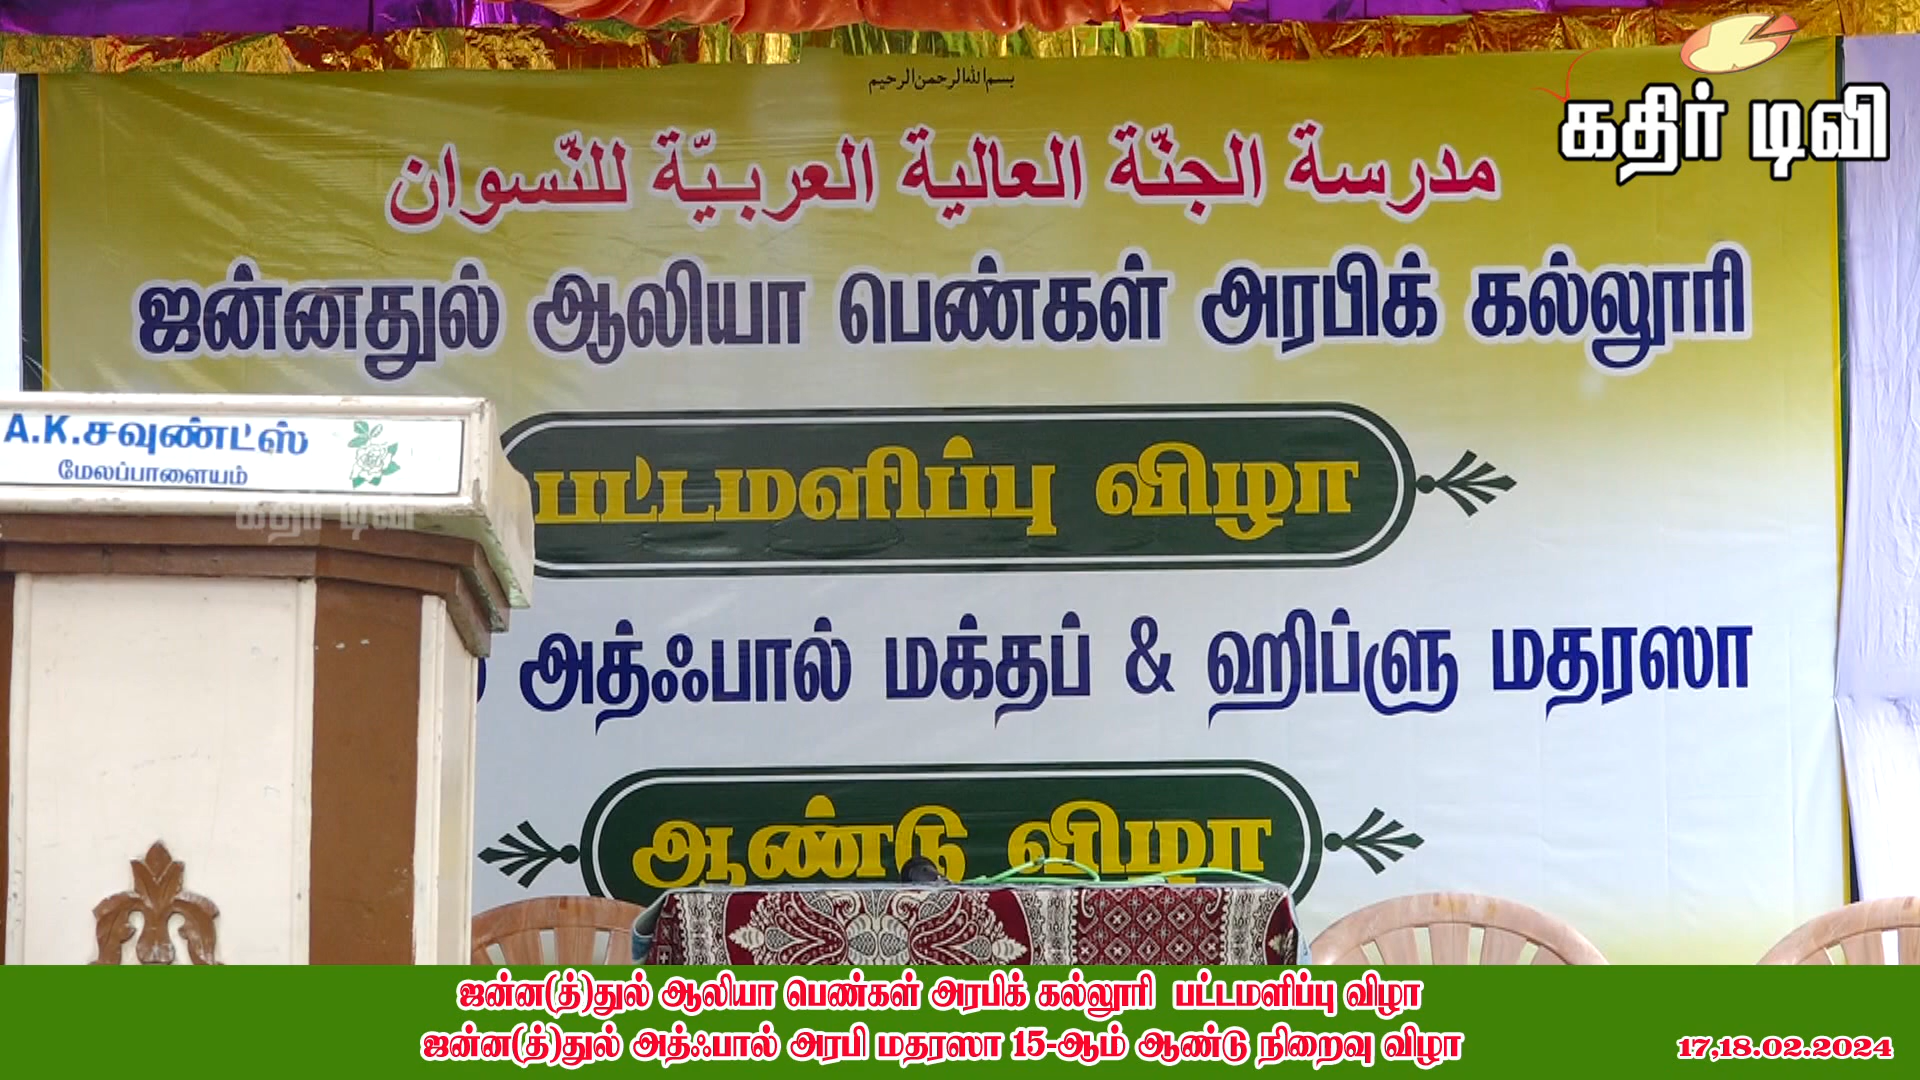 بسم الله الرحمن الرحيم
கதிர் டிவி
مدرسة الجنّة العالية العربيّة للنّسوان
ஜன்னதுல் ஆலியா பெண்கள் அரபிக் கல்லூரி
A.K.சவுண்ட்ஸ்
மேலப்பாளையம்
பட்டமளிப்பு விழா
கதிர் டிவி
அத்ஃபால் மக்தப் & ஹிப்ளு மதரஸா
ஆண்டு விழா
ஜன்ன(த்)துல் ஆலியா பெண்கள் அரபிக் கல்லூரி பட்டமளிப்பு விழா
ஜன்ன(த்)துல் அத்ஃபால் அரபி மதரஸா 15-ஆம் ஆண்டு நிறைவு விழா
17,18.02.2024